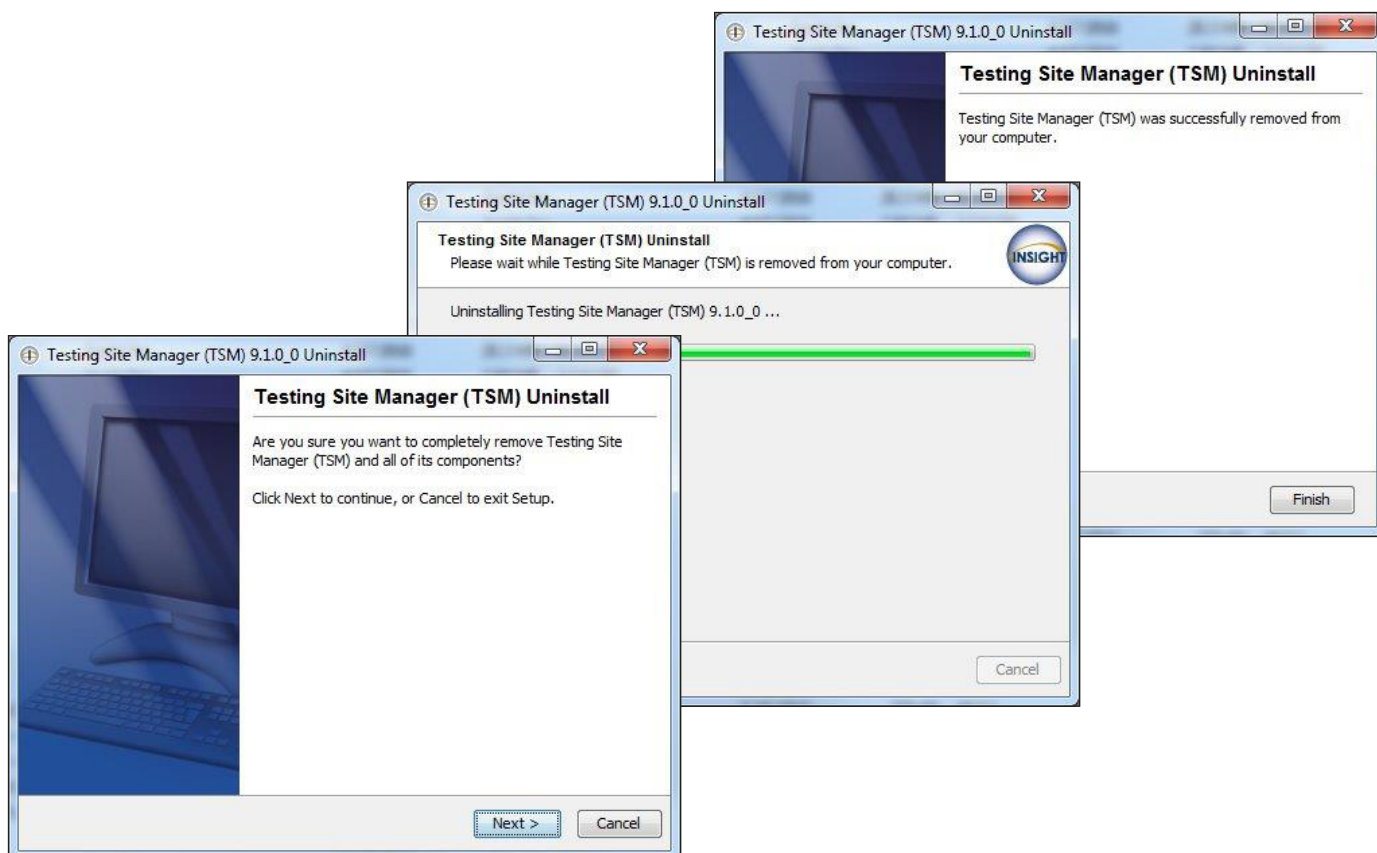 Testing Site Manager (TSM) 9.1.0_0 Uninstall
Testing Site Manager (TSM) Uninstall
Testing Site Manager (TSM) was successfully removed from
your computer.
Finish
Testing Site Manager (TSM) 9.1.0_0 Uninstall
Testing Site Manager (TSM) Uninstall
Please wait while Testing Site Manager (TSM) is removed from your computer.
INSIGHT
Uninstalling Testing Site Manager (TSM) 9.1.0_0 ...
Cancel
Testing Site Manager (TSM) 9.1.0_0 Uninstall
Testing Site Manager (TSM) Uninstall
Are you sure you want to completely remove Testing Site
Manager (TSM) and all of its components?
Click Next to continue, or Cancel to exit Setup.
Next >
Cancel